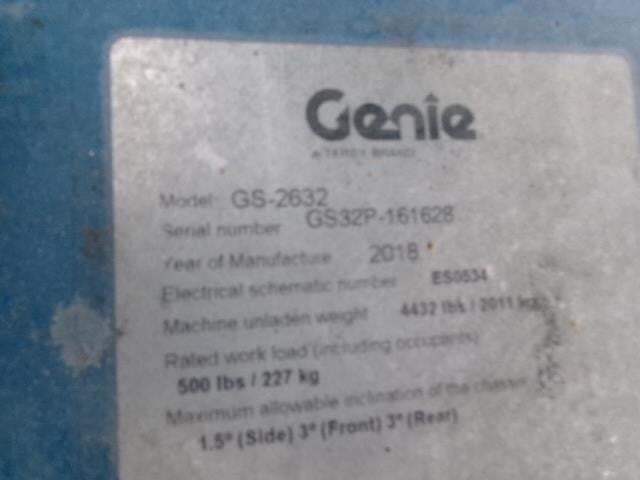 Genie
A TEREX BRAND
Model: GS-2632
Serial number GS32P-161628
Year of Manufacture 2018
Electrical schematic number ES0534
Machine unladen weight 4432 lbs / 2011 kg
Rated work load (including occupants)
500 lbs / 227 kg
Maximum allowable inclination of the chassis
1.5° (Side) 3° (Front) 3° (Rear)